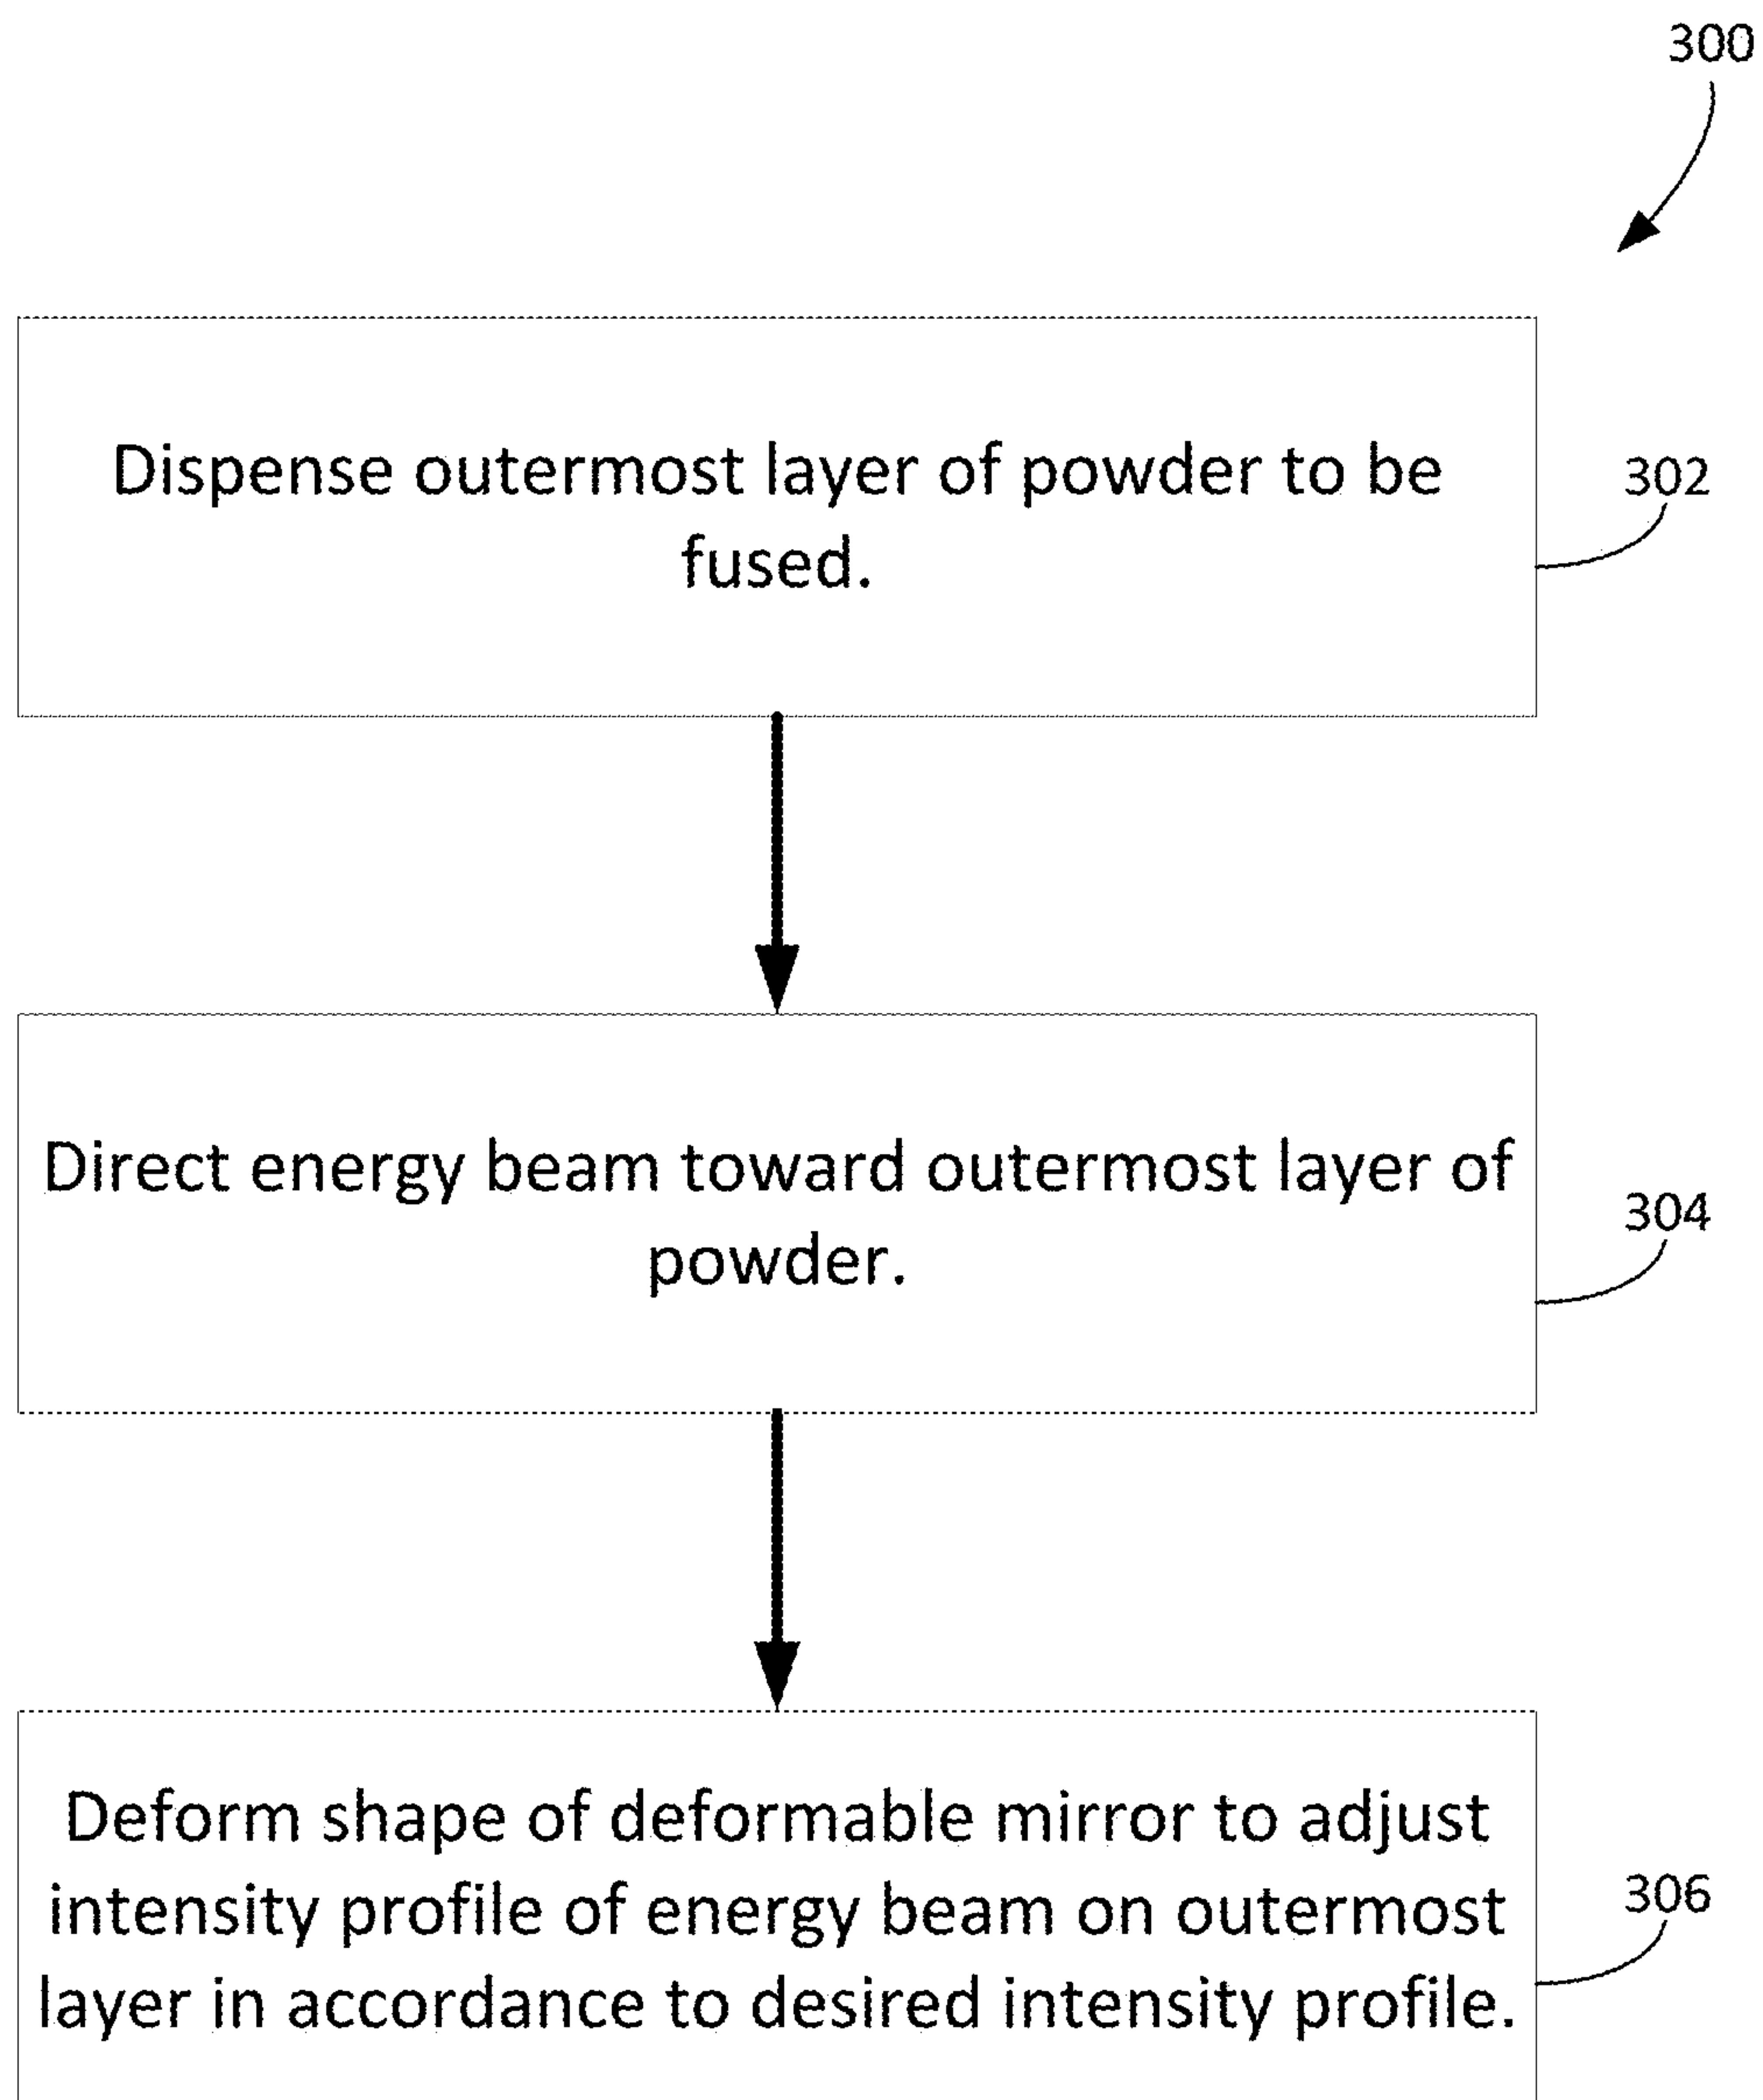 300
Dispense outermost layer of powder to be
fused.
302
Direct energy beam toward outermost layer of
powder.
304
Deform shape of deformable mirror to adjust
intensity profile of energy beam on outermost
layer in accordance to desired intensity profile.
306